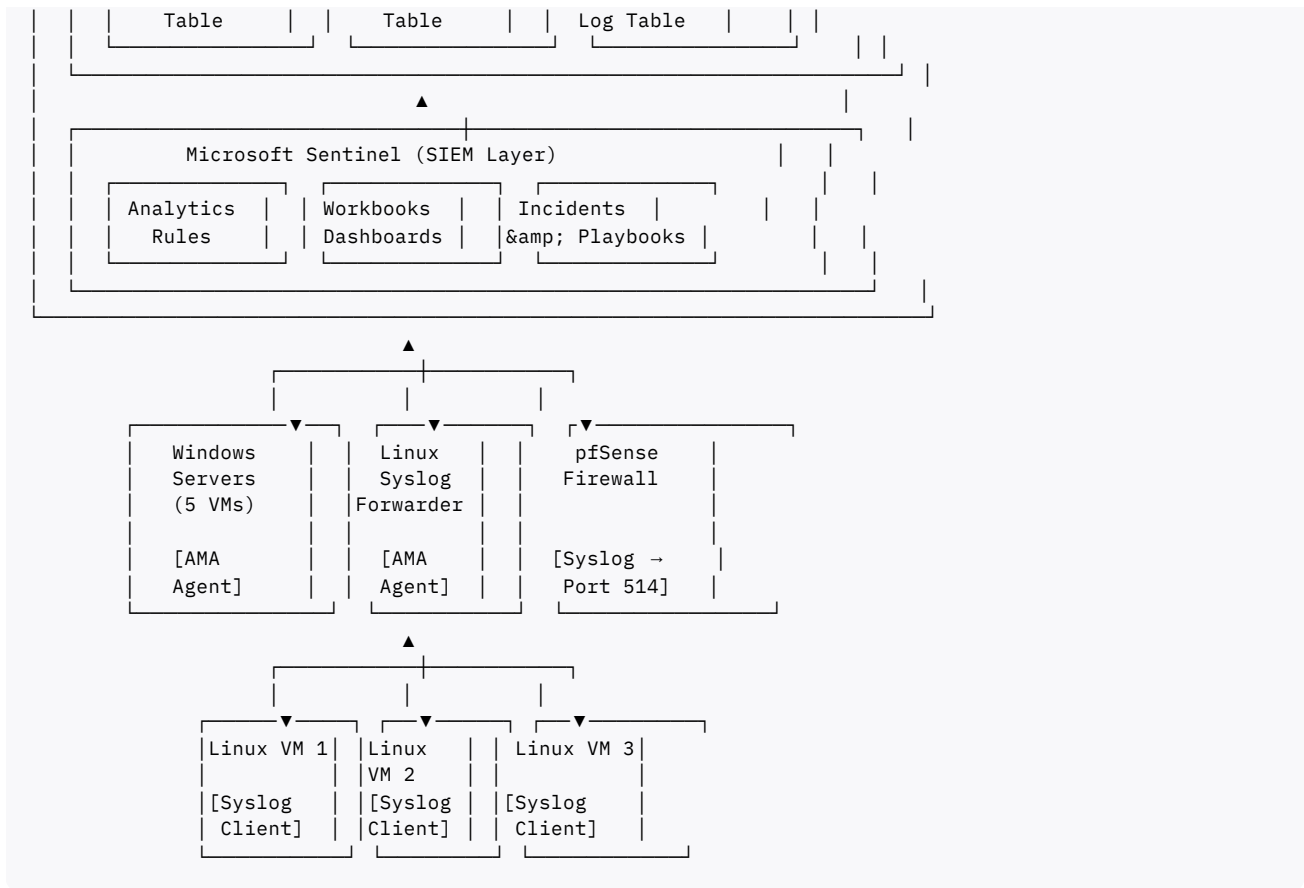 Table Table Log Table
Microsoft Sentinel (SIEM Layer)
Analytics Workbooks Incidents
Rules Dashboards &amp; Playbooks
Windows Linux pfSense
Servers Syslog Firewall
(5 VMs) Forwarder
[AMA [AMA [Syslog →
Agent] Agent] Port 514]
Linux VM 1 Linux Linux VM 3
VM 2
[Syslog [Syslog [Syslog
Client] Client] Client]